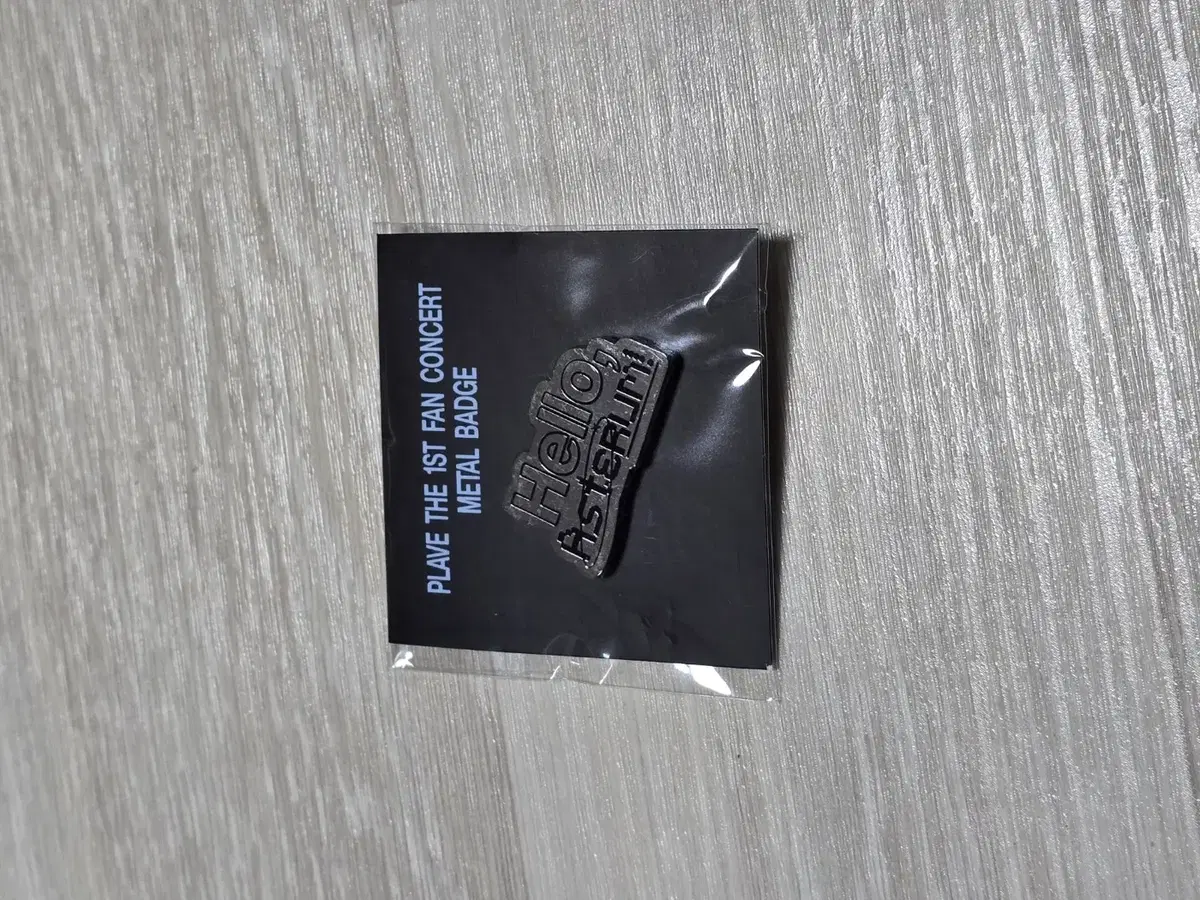 PLAVE THE 1ST FAN CONCERT
METAL BADGE
Hello,
Asterum!